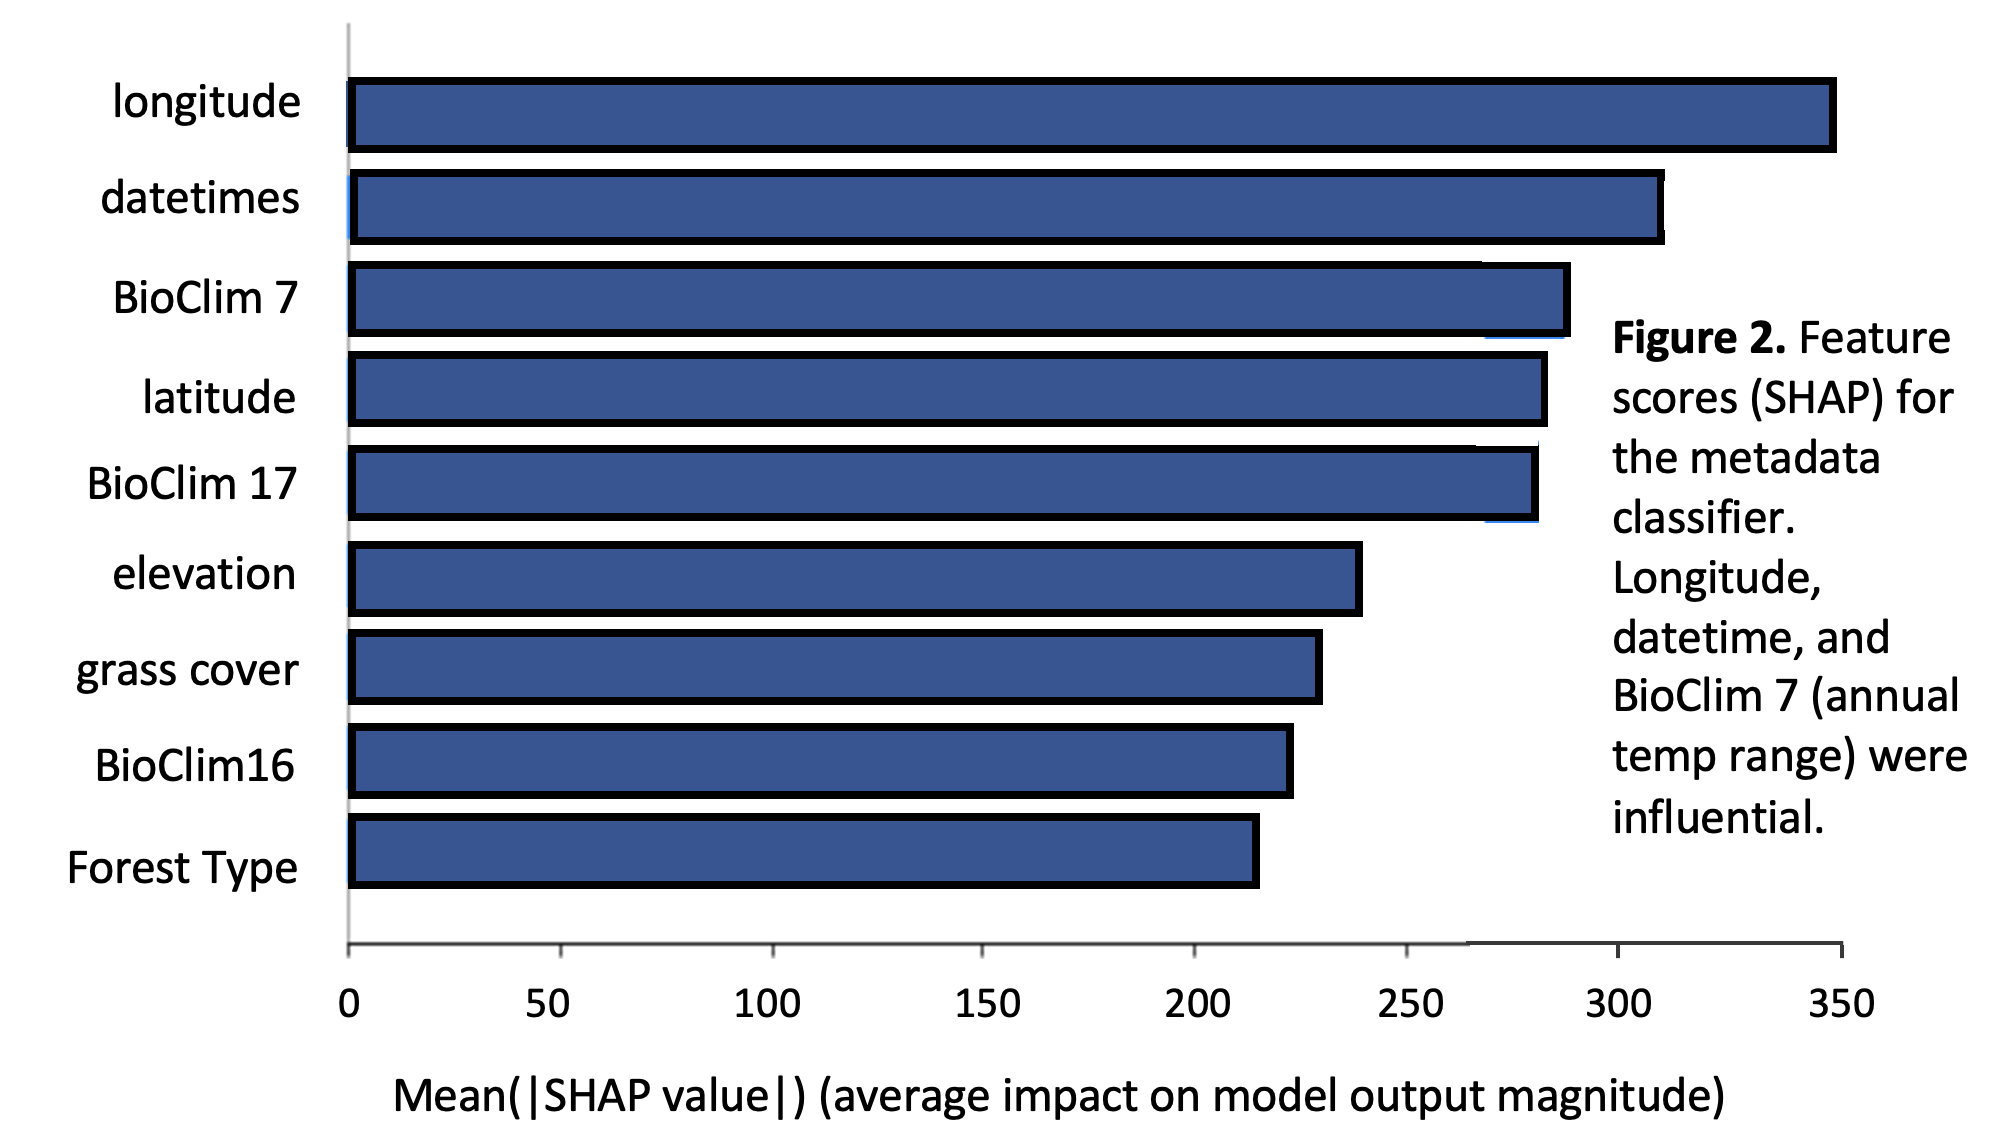 longitude
datetimes
BioClim 7
latitude
BioClim 17
elevation
grass cover
BioClim16
Forest Type
0 50 100 150 200 250 300 350
Mean(|SHAP value|) (average impact on model output magnitude)
Figure 2. Feature
scores (SHAP) for
the metadata
classifier.
Longitude,
datetime, and
BioClim 7 (annual
temp range) were
influential.